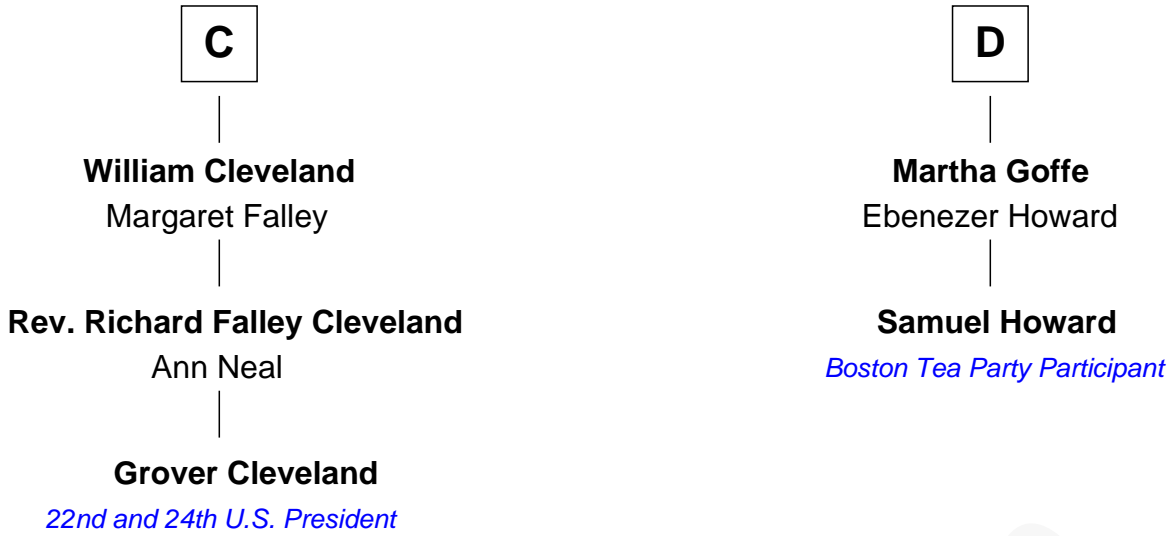 C
William Cleveland
Margaret Falley
Rev. Richard Falley Cleveland
Ann Neal
Grover Cleveland
22nd and 24th U.S. President
D
Martha Goffe
Ebenezer Howard
Samuel Howard
Boston Tea Party Participant